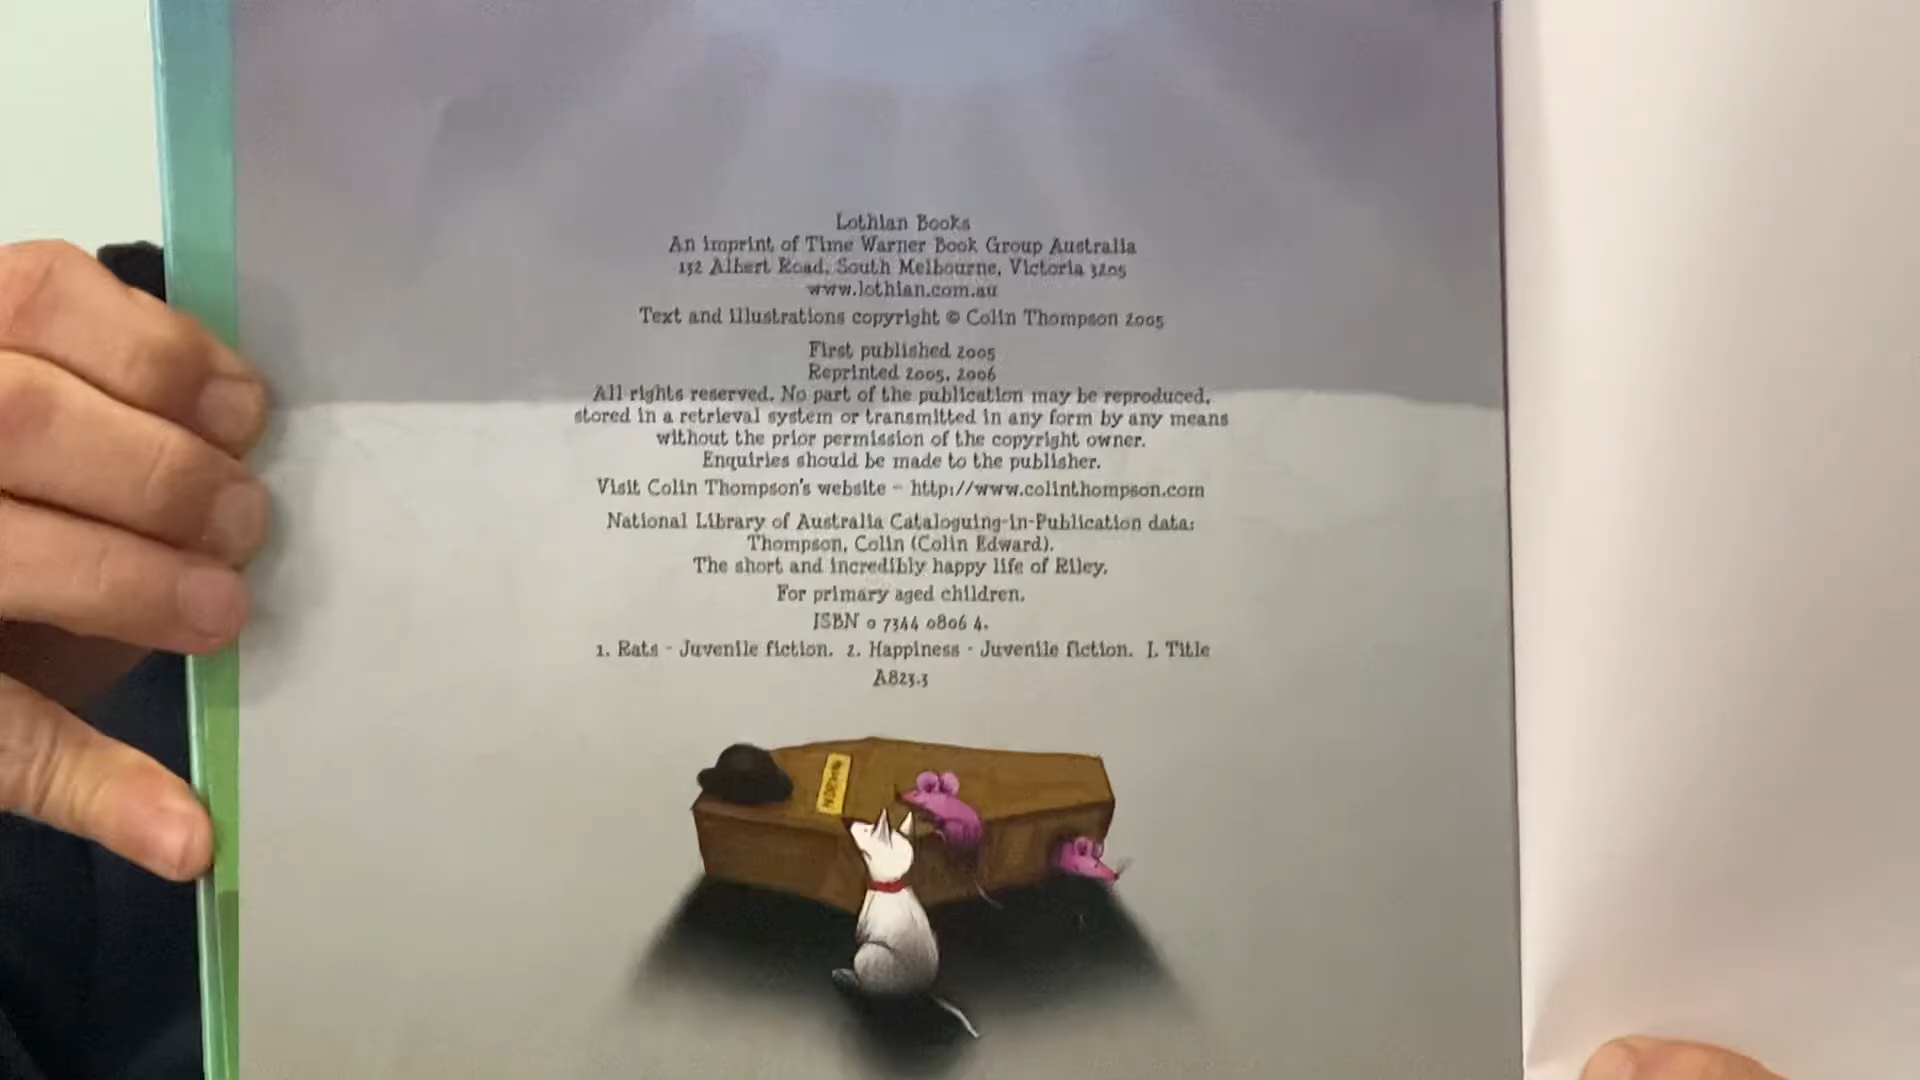 Lothian Books
An imprint of Time Warner Book Group Australia
132 Albert Road, South Melbourne, Victoria 3205
www.lothian.com.au
Text and illustrations copyright © Colin Thompson 2005
First published 2005
Reprinted 2005, 2006
All rights reserved. No part of the publication may be reproduced,
stored in a retrieval system or transmitted in any form by any means
without the prior permission of the copyright owner.
Enquiries should be made to the publisher.
Visit Colin Thompson's website - http://www.colinthompson.com
National Library of Australia Cataloguing-in-Publication data:
Thompson, Colin (Colin Edward).
The short and incredibly happy life of Riley.
For primary aged children.
ISBN 0 7344 0806 4.
1. Rats - Juvenile fiction. 2. Happiness - Juvenile fiction. I. Title
A823.3